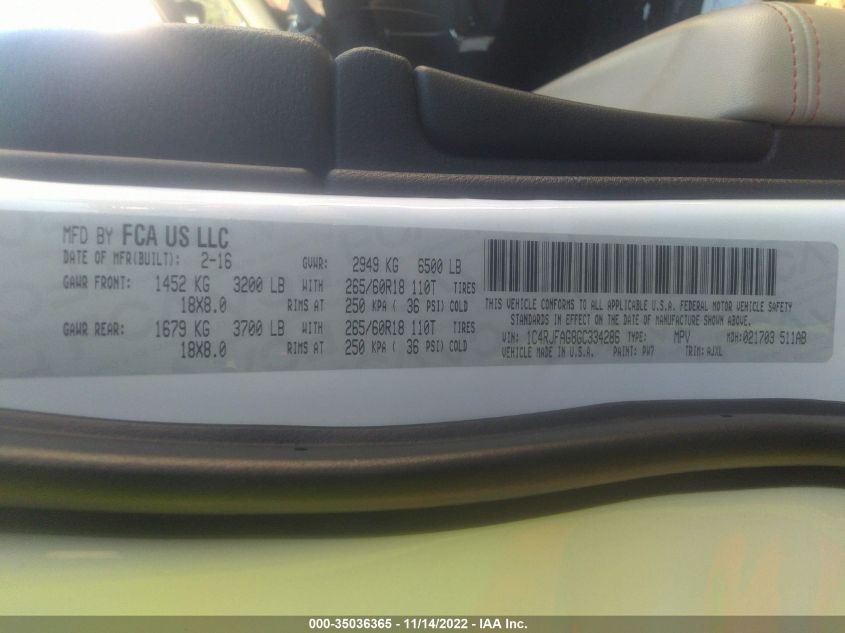 MFD BY FCA US LLC
DATE OF MFR(BUILT): 2-16 GVWR: 2949 KG 6500 LB
GAWR FRONT: 1452 KG 3200 LB WITH 265/60R18 110T TIRES
18X8.0 RIMS AT 250 KPA ( 36 PSI) COLD
GAWR REAR: 1679 KG 3700 LB WITH 265/60R18 110T TIRES
18X8.0 RIMS AT 250 KPA ( 36 PSI) COLD
THIS VEHICLE CONFORMS TO ALL APPLICABLE U.S.A. FEDERAL MOTOR VEHICLE SAFETY
STANDARDS IN EFFECT ON THE DATE OF MANUFACTURE SHOWN ABOVE.
VIN: 1C4RJFAG8GC334286 TYPE: MPV MDH:021703 511AB
VEHICLE MADE IN U.S.A. PAINT: PW7 TRIM: AJXL
000-35036365 - 11/14/2022 - IAA Inc.